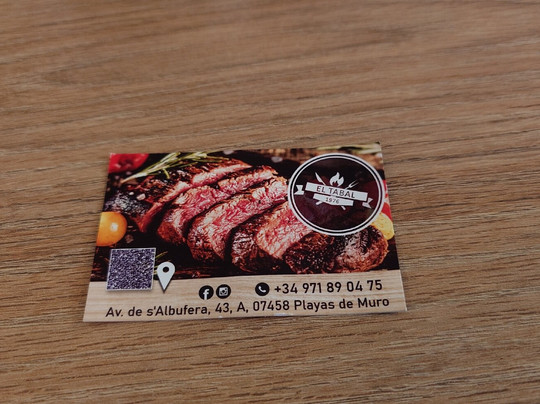 EL TABAL
1976
+34 971 89 04 75
Av. de s'Albufera, 43, A, 07458 Playas de Muro